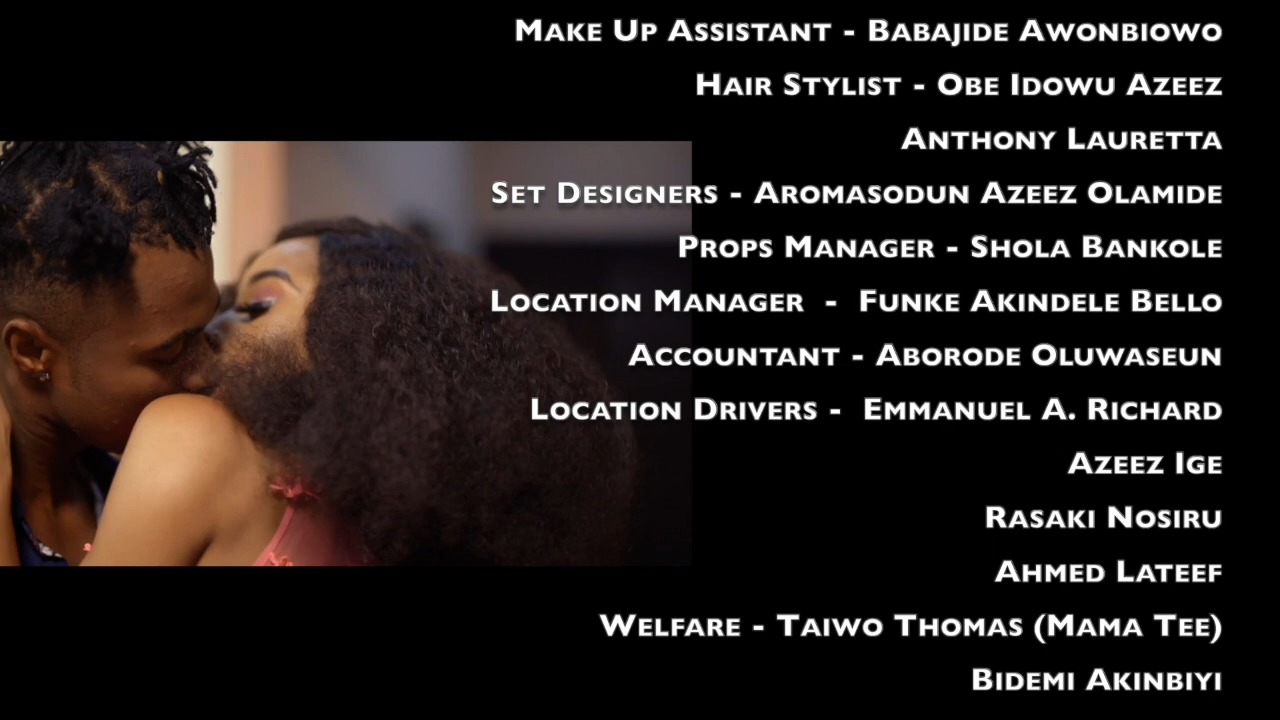 Make Up Assistant - Babajide Awonbiowo
Hair Stylist - Obe Idowu Azeez
Anthony Lauretta
Set Designers - Aromasodun Azeez Olamide
Props Manager - Shola Bankole
Location Manager - Funke Akindele Bello
Accountant - Aborode Oluwaseun
Location Drivers - Emmanuel A. Richard
Azeez Ige
Rasaki Nosiru
Ahmed Lateef
Welfare - Taiwo Thomas (Mama Tee)
Bidemi Akinbiyi